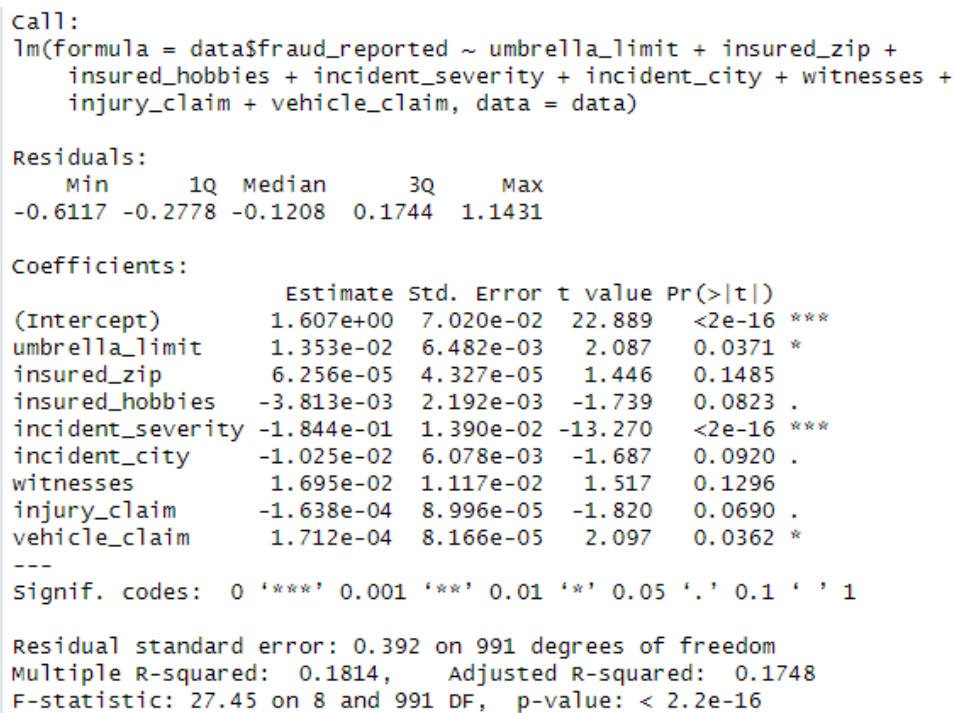 Call:
lm(formula = data$fraud_reported ~ umbrella_limit + insured_zip +
    insured_hobbies + incident_severity + incident_city + witnesses +
    injury_claim + vehicle_claim, data = data)

Residuals:
    Min      1Q  Median      3Q     Max
-0.6117 -0.2778 -0.1208  0.1744  1.1431

Coefficients:
                    Estimate Std. Error t value Pr(>|t|)
(Intercept)        1.607e+00  7.020e-02  22.889   <2e-16 ***
umbrella_limit     1.353e-02  6.482e-03   2.087   0.0371 *
insured_zip        6.256e-05  4.327e-05   1.446   0.1485
insured_hobbies   -3.813e-03  2.192e-03  -1.739   0.0823 .
incident_severity -1.844e-01  1.390e-02 -13.270   <2e-16 ***
incident_city     -1.025e-02  6.078e-03  -1.687   0.0920 .
witnesses          1.695e-02  1.117e-02   1.517   0.1296
injury_claim      -1.638e-04  8.996e-05  -1.820   0.0690 .
vehicle_claim      1.712e-04  8.166e-05   2.097   0.0362 *
---
Signif. codes:  0 ‘***’ 0.001 ‘**’ 0.01 ‘*’ 0.05 ‘.’ 0.1 ‘ ’ 1

Residual standard error: 0.392 on 991 degrees of freedom
Multiple R-squared:  0.1814,    Adjusted R-squared:  0.1748
F-statistic: 27.45 on 8 and 991 DF,  p-value: < 2.2e-16